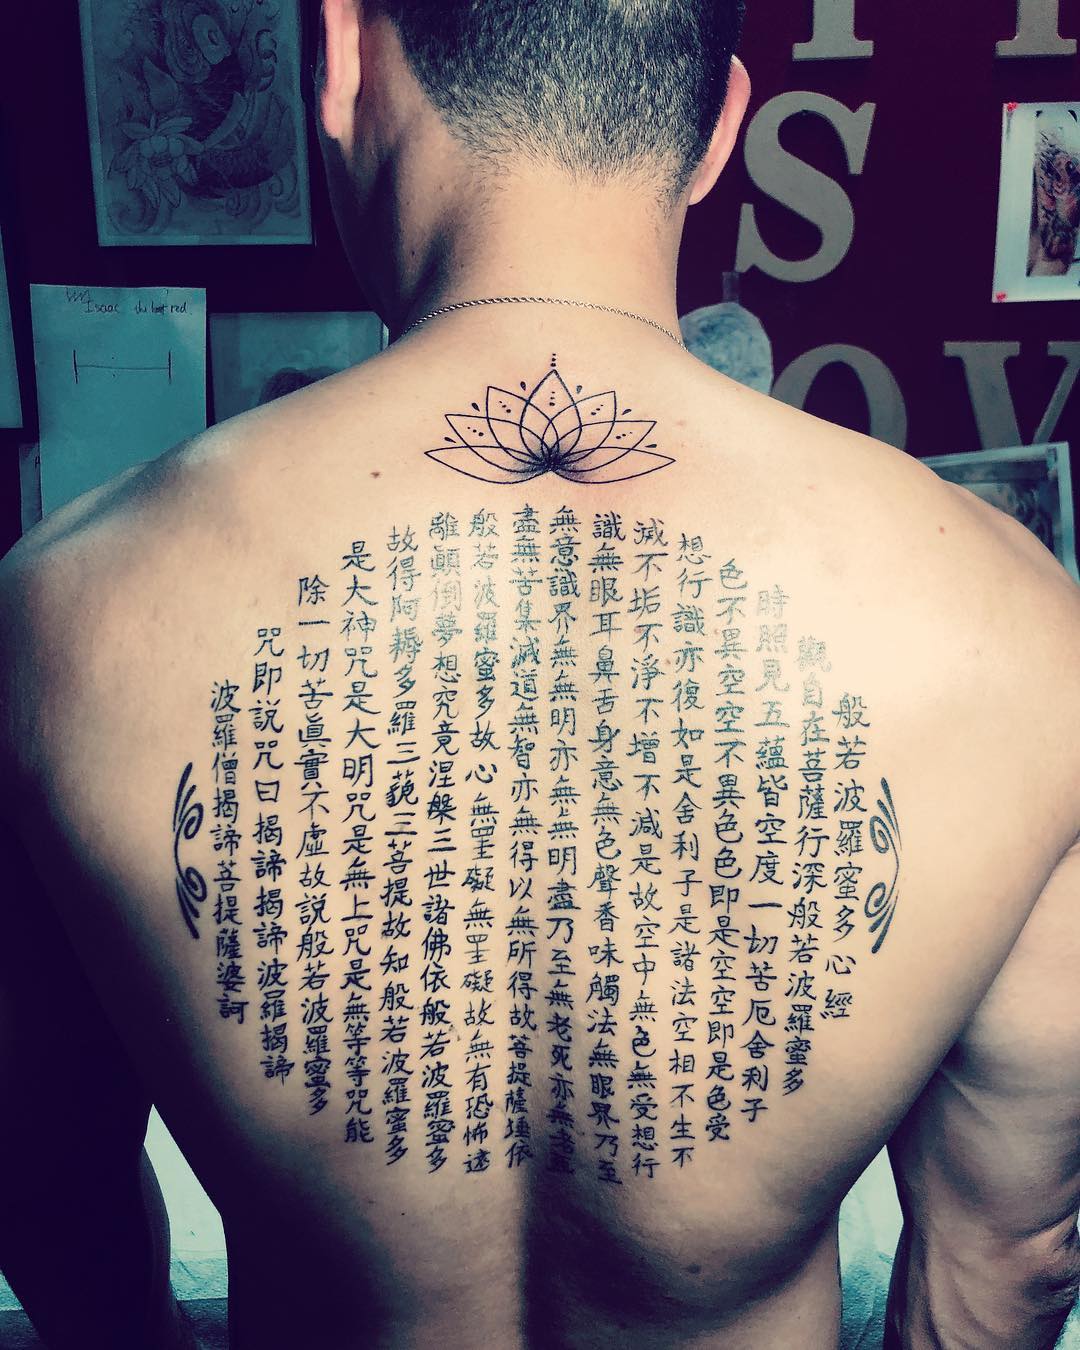 般若波羅蜜多心經
觀自在菩薩行深般若波羅蜜多
時照見五蘊皆空度一切苦厄舍利子
色不異空空不異色色即是空空即是色受
想行識亦復如是舍利子是諸法空相不生不
滅不垢不淨不增不減是故空中無色無受想行
識無眼耳鼻舌身意無色聲香味觸法無眼界乃至
無意識界無無明亦無無明盡乃至無老死亦無老死
盡無苦集滅道無智亦無得以無所得故菩提薩埵依
般若波羅蜜多故心無罣礙無罣礙故無有恐怖遠
離顛倒夢想究竟涅槃三世諸佛依般若波羅蜜多
故得阿耨多羅三藐三菩提故知般若波羅蜜多
是大神咒是大明咒是無上咒是無等等咒能
除一切苦真實不虛故說般若波羅蜜多
咒即說咒曰揭諦揭諦波羅揭諦
波羅僧揭諦菩提薩婆訶
Isaac the last red
S
OV